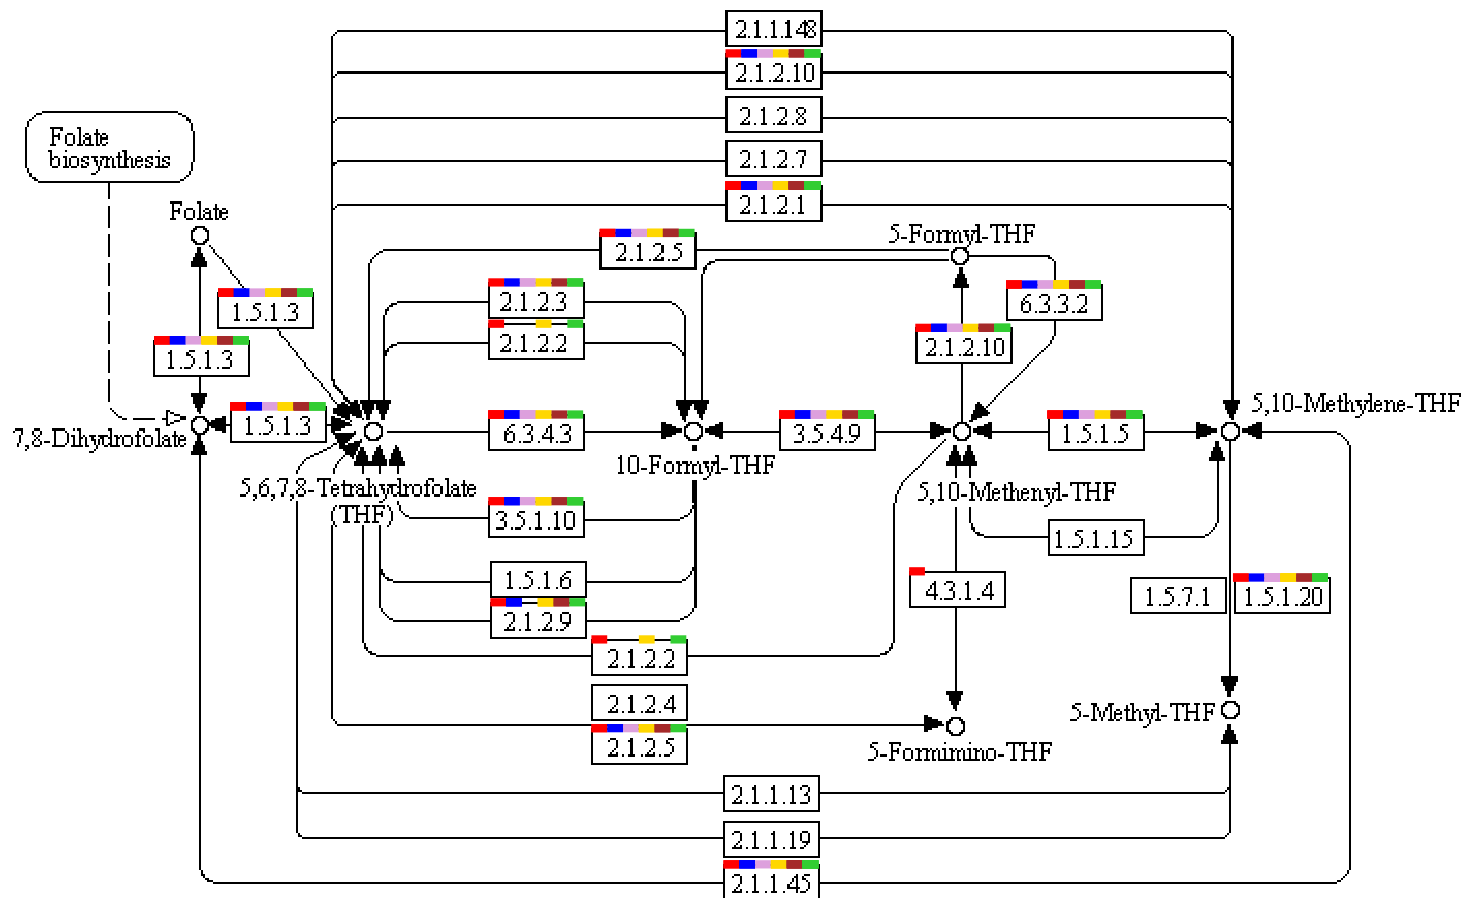 2.1.1.148
2.1.2.10
2.1.2.8
Folate
biosynthesis
2.1.2.7
2.1.2.1
Folate
5-Formyl-THF
2.1.2.5
1.5.1.3
2.1.2.3
6.3.3.2
1.5.1.3
2.1.2.2
2.1.2.10
5,10-Methylene-THF
1.5.1.3
6.3.4.3
3.5.4.9
1.5.1.5
7,8-Dihydrofolate
10-Formyl-THF
5,6,7,8-Tetrahydrofolate
(THF)
5,10-Methenyl-THF
3.5.1.10
1.5.1.15
1.5.1.6
4.3.1.4
1.5.7.1
1.5.1.20
2.1.2.9
2.1.2.2
2.1.2.4
5-Methyl-THF
2.1.2.5
5-Formimino-THF
2.1.1.13
2.1.1.19
2.1.1.45